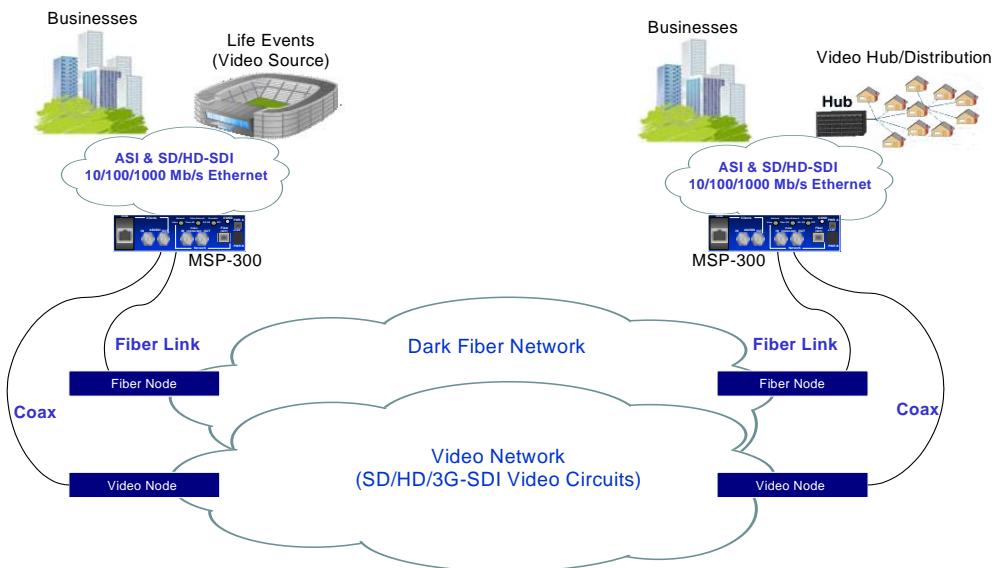 Businesses
Life Events
(Video Source)
Businesses
Video Hub/Distribution
Hub
ASI & SD/HD-SDI
10/100/1000 Mb/s Ethernet
ASI & SD/HD-SDI
10/100/1000 Mb/s Ethernet
MSP-300
MSP-300
Fiber Link
Dark Fiber Network
Fiber Link
Fiber Node
Fiber Node
Coax
Coax
Video Network
(SD/HD/3G-SDI Video Circuits)
Video Node
Video Node